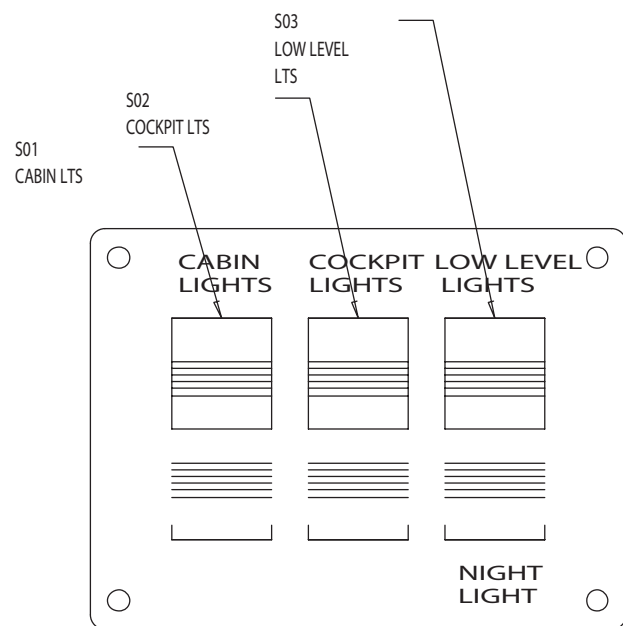 S03
LOW LEVEL
LTS
S02
COCKPIT LTS
S01
CABIN LTS
CABIN
LIGHTS
COCKPIT
LIGHTS
LOW LEVEL
LIGHTS
NIGHT
LIGHT